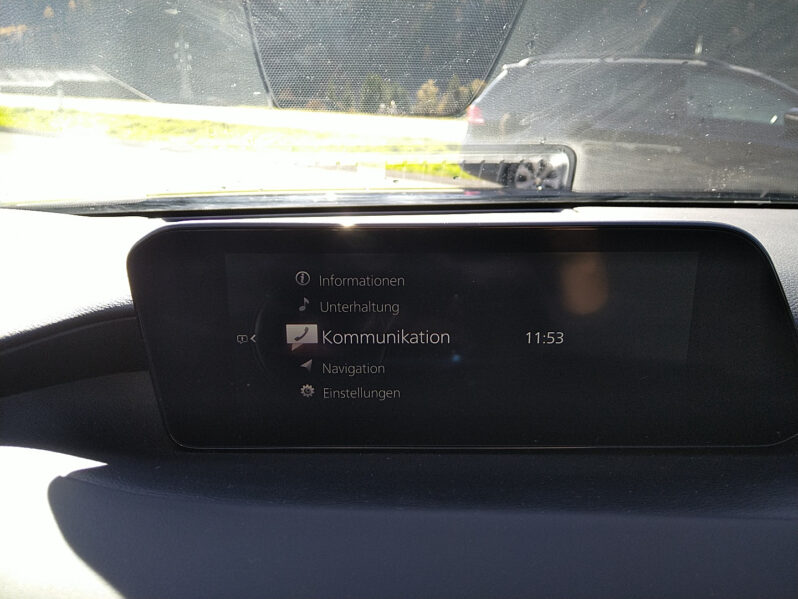 Informationen
Unterhaltung
Kommunikation 11:53
Navigation
Einstellungen